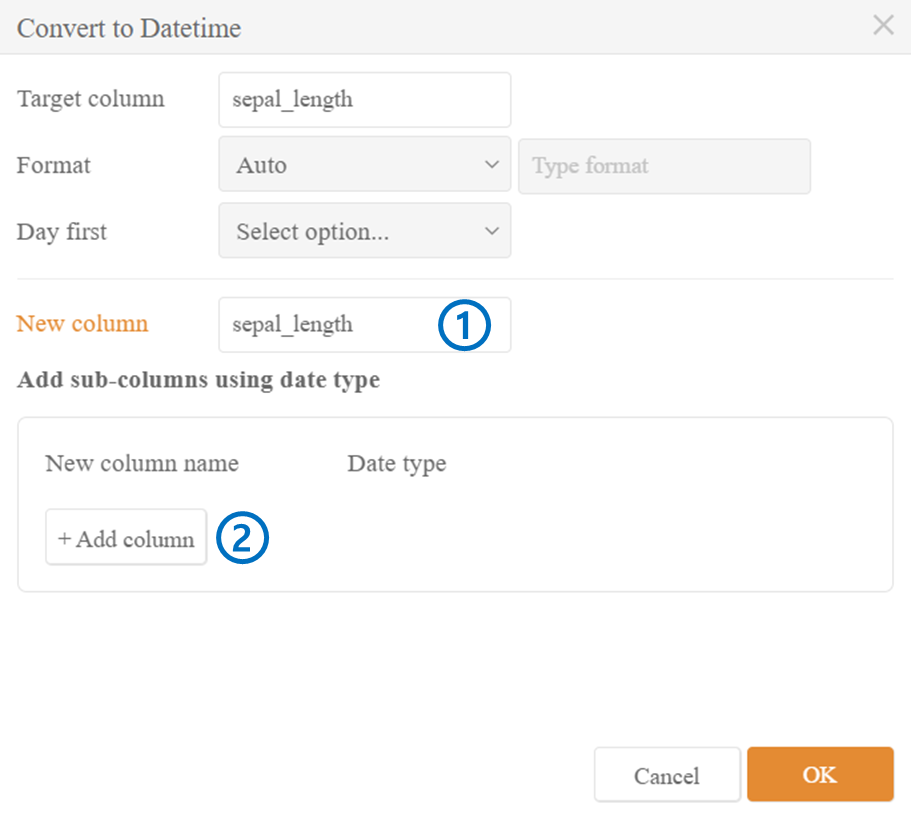 Convert to Datetime
Target column sepal_length
Format Auto Type format
Day first Select option...
New column sepal_length 1
Add sub-columns using date type
New column name Date type
+ Add column 2
Cancel OK